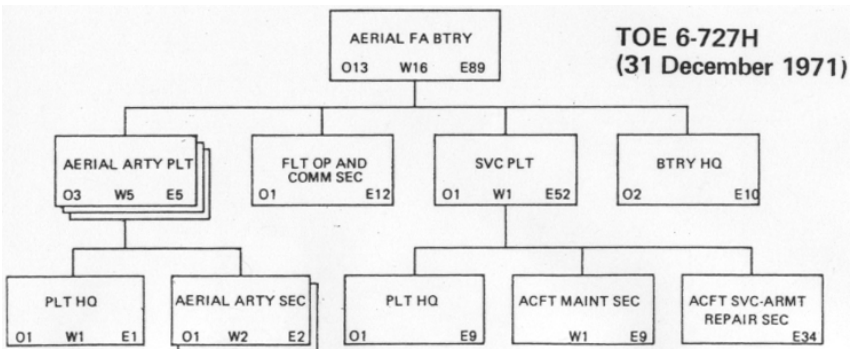 AERIAL FA BTRY
O13 W16 E89
TOE 6-727H
(31 December 1971)
AERIAL ARTY PLT
O3 W5 E5
FLT OP AND
COMM SEC
O1 E12
SVC PLT
O1 W1 E52
BTRY HQ
O2 E10
PLT HQ
O1 W1 E1
AERIAL ARTY SEC
O1 W2 E2
PLT HQ
O1 E9
ACFT MAINT SEC
W1 E9
ACFT SVC-ARMT
REPAIR SEC
E34